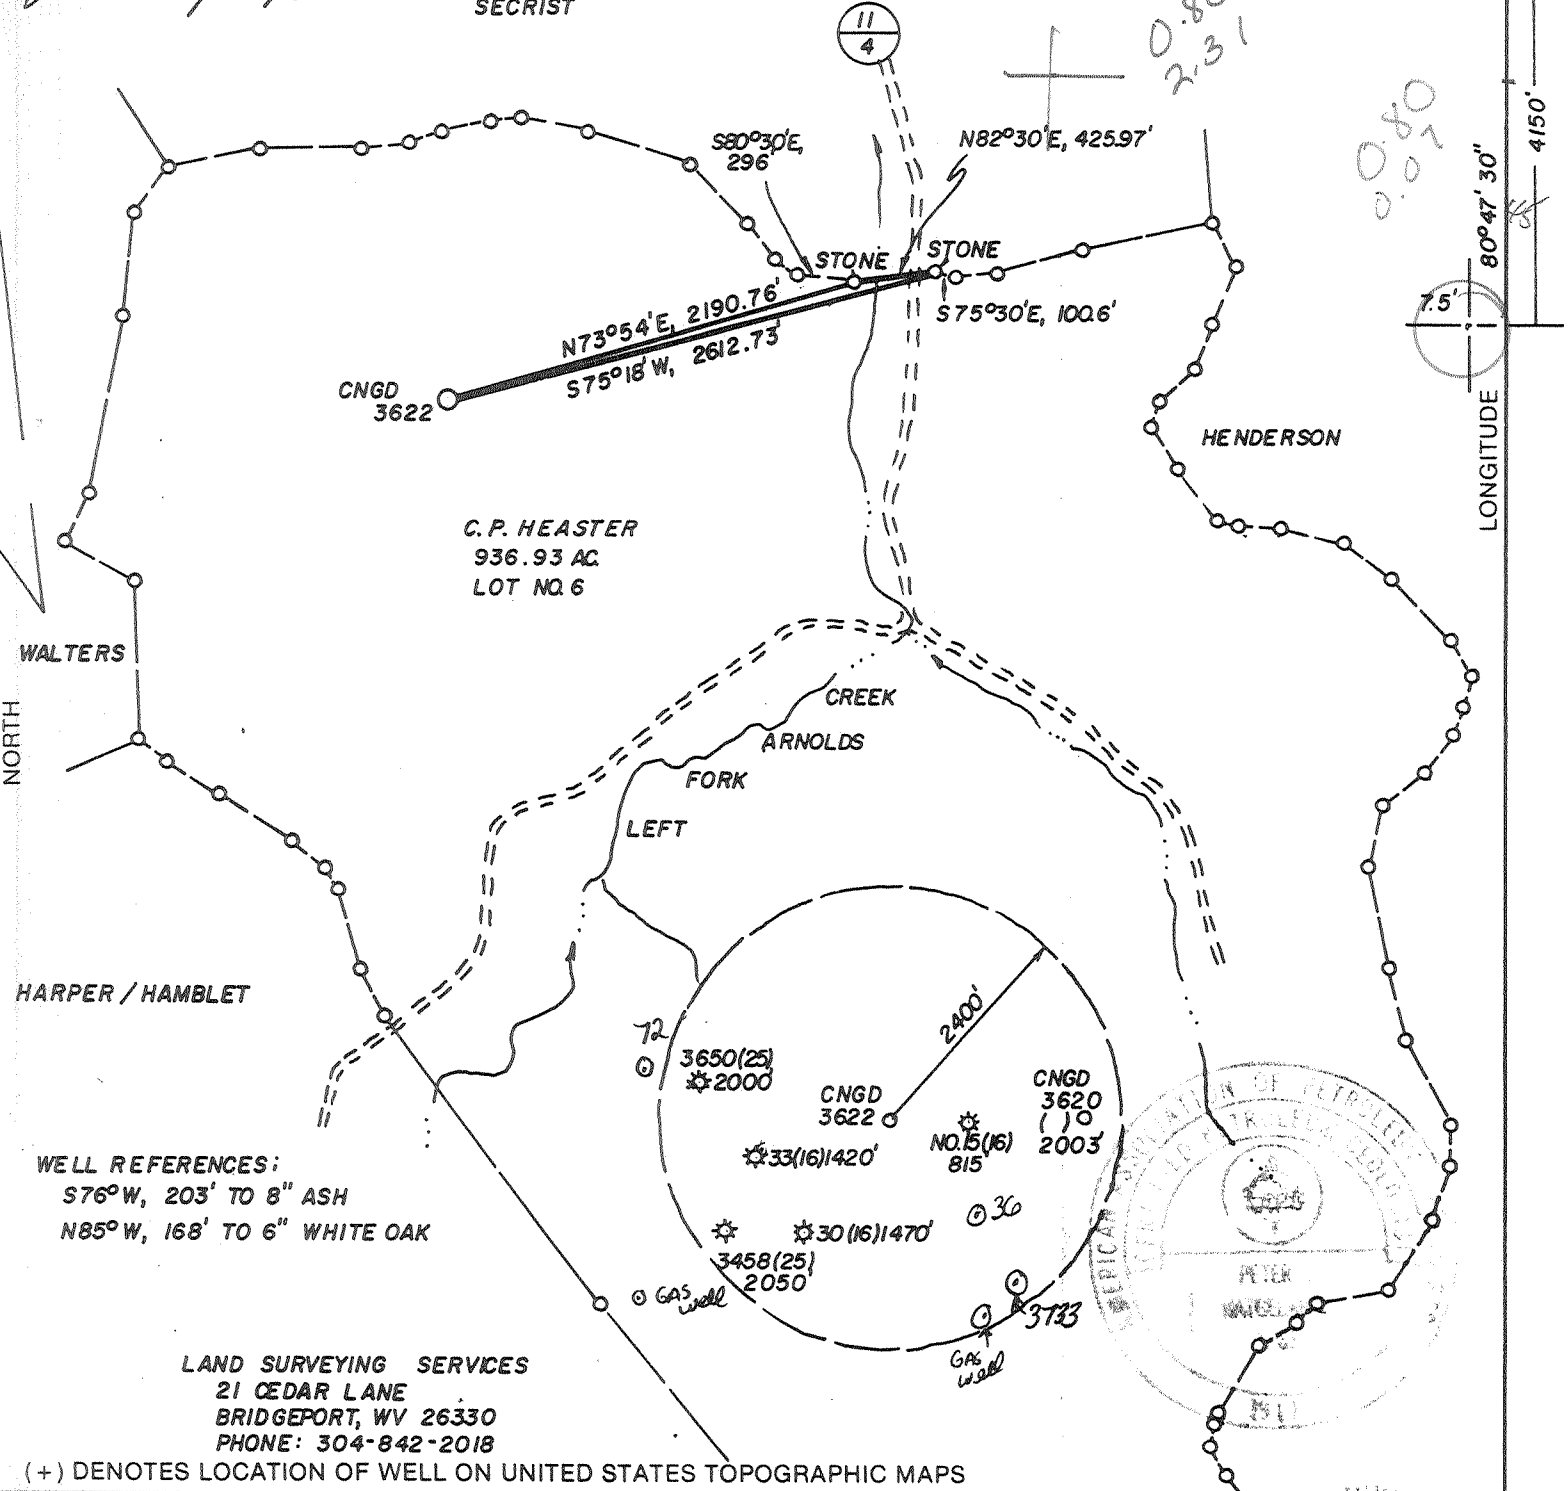 SECRIST
11
4
0.80
2.31
0.80
0.07
4150'
S80°30'E,
296'
N82°30'E, 425.97'
80°47' 30"
LONGITUDE
7.5'
STONE
STONE
S75°30'E, 100.6'
N73°54'E, 2190.76'
S75°18'W, 2612.73'
CNGD
3622
HENDERSON
C.P. HEASTER
936.93 AC.
LOT NO. 6
WALTERS
NORTH
CREEK
ARNOLDS
FORK
LEFT
HARPER / HAMBLET
2400'
72
3650(25)
2000'
CNGD
3622
CNGD
3620
( )
2003'
NO.15(16)
815'
33(16)1420'
36
30(16)1470'
3458(25)
2050'
GAS
well
3733
GAS
well
WELL REFERENCES:
S76°W, 203' TO 8" ASH
N85°W, 168' TO 6" WHITE OAK
PETER
LAND SURVEYING SERVICES
21 CEDAR LANE
BRIDGEPORT, WV 26330
PHONE: 304-842-2018
(+) DENOTES LOCATION OF WELL ON UNITED STATES TOPOGRAPHIC MAPS